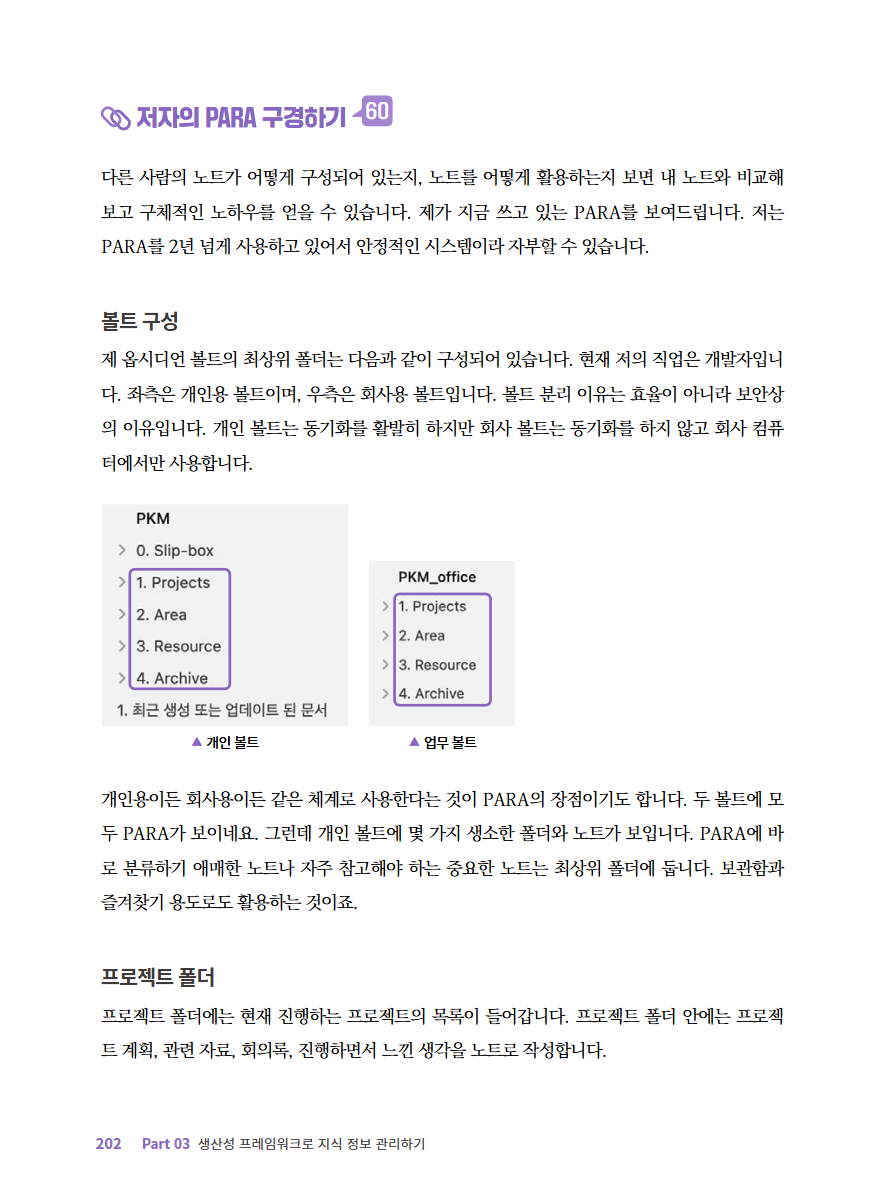 저자의 PARA 구경하기 60
다른 사람의 노트가 어떻게 구성되어 있는지, 노트를 어떻게 활용하는지 보면 내 노트와 비교해
보고 구체적인 노하우를 얻을 수 있습니다. 제가 지금 쓰고 있는 PARA를 보여드립니다. 저는
PARA를 2년 넘게 사용하고 있어서 안정적인 시스템이라 자부할 수 있습니다.
볼트 구성
제 옵시디언 볼트의 최상위 폴더는 다음과 같이 구성되어 있습니다. 현재 저의 직업은 개발자입니
다. 좌측은 개인용 볼트이며, 우측은 회사용 볼트입니다. 볼트 분리 이유는 효율이 아니라 보안상
의 이유입니다. 개인 볼트는 동기화를 활발히 하지만 회사 볼트는 동기화를 하지 않고 회사 컴퓨
터에서만 사용합니다.
PKM
0. Slip-box
1. Projects
2. Area
3. Resource
4. Archive
1. 최근 생성 또는 업데이트 된 문서
▲ 개인 볼트
PKM_office
1. Projects
2. Area
3. Resource
4. Archive
▲ 업무 볼트
개인용이든 회사용이든 같은 체계로 사용한다는 것이 PARA의 장점이기도 합니다. 두 볼트에 모
두 PARA가 보이네요. 그런데 개인 볼트에 몇 가지 생소한 폴더와 노트가 보입니다. PARA에 바
로 분류하기 애매한 노트나 자주 참고해야 하는 중요한 노트는 최상위 폴더에 둡니다. 보관함과
즐겨찾기 용도로도 활용하는 것이죠.
프로젝트 폴더
프로젝트 폴더에는 현재 진행하는 프로젝트의 목록이 들어갑니다. 프로젝트 폴더 안에는 프로젝
트 계획, 관련 자료, 회의록, 진행하면서 느낀 생각을 노트로 작성합니다.
202 Part 03 생산성 프레임워크로 지식 정보 관리하기